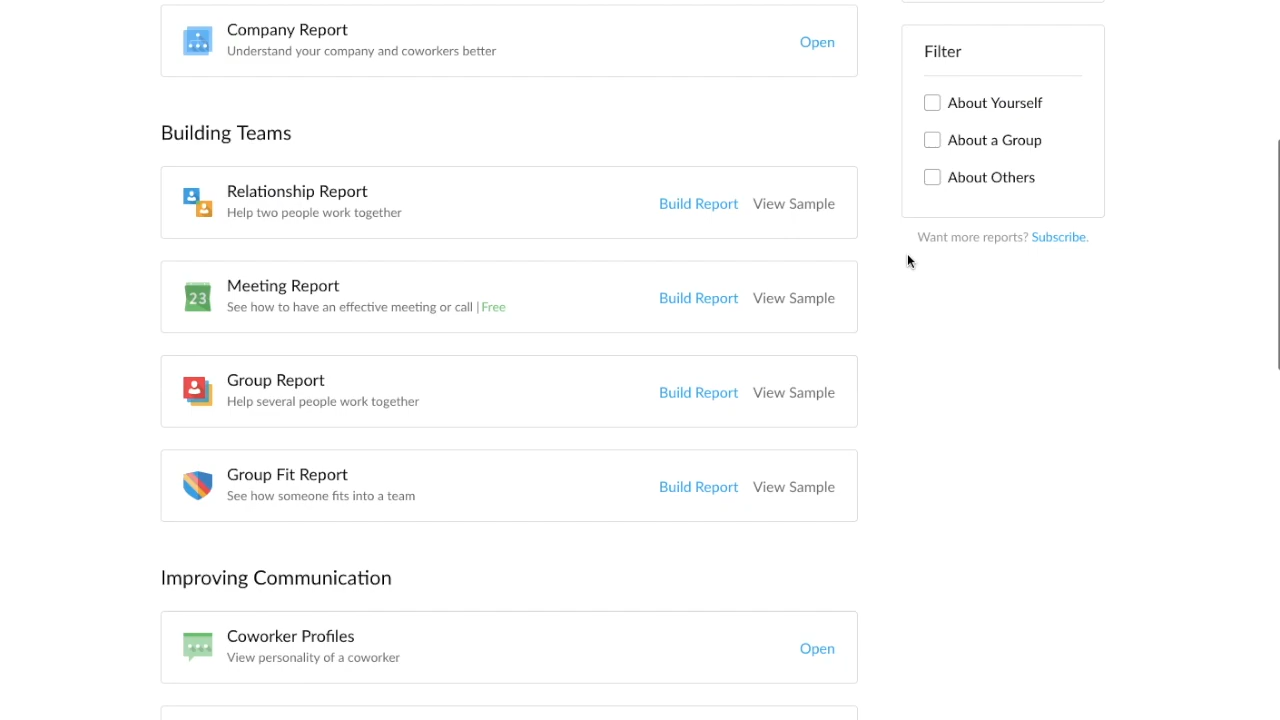 Company Report
Understand your company and coworkers better
Open
Building Teams
Relationship Report
Help two people work together
Build Report View Sample
23
Meeting Report
See how to have an effective meeting or call | Free
Build Report View Sample
Group Report
Help several people work together
Build Report View Sample
Group Fit Report
See how someone fits into a team
Build Report View Sample
Improving Communication
Coworker Profiles
View personality of a coworker
Open
Filter
About Yourself
About a Group
About Others
Want more reports? Subscribe.